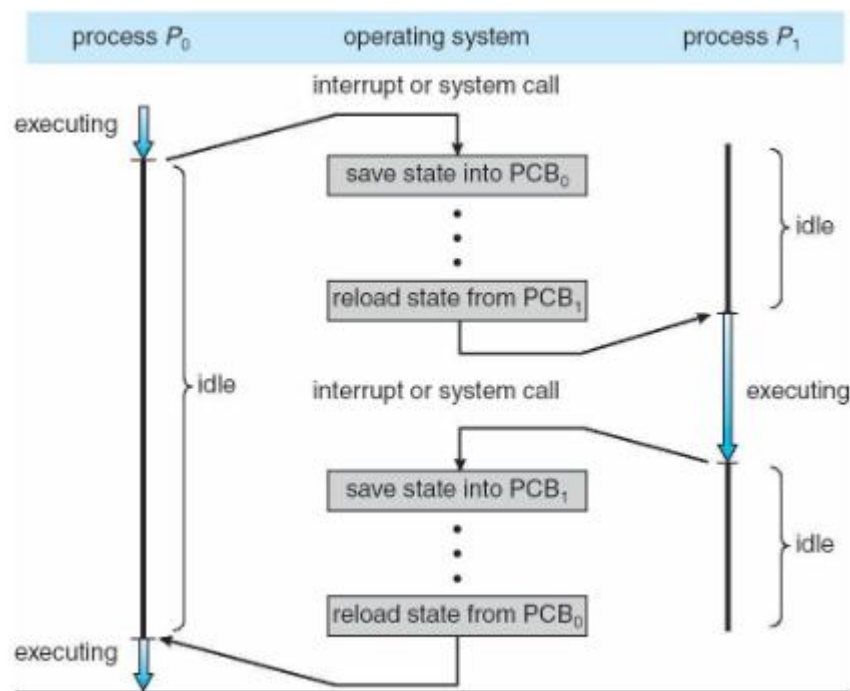 process P₀ operating system process P₁
interrupt or system call
executing
save state into PCB₀
idle
reload state from PCB₁
idle
interrupt or system call
executing
save state into PCB₁
idle
reload state from PCB₀
executing